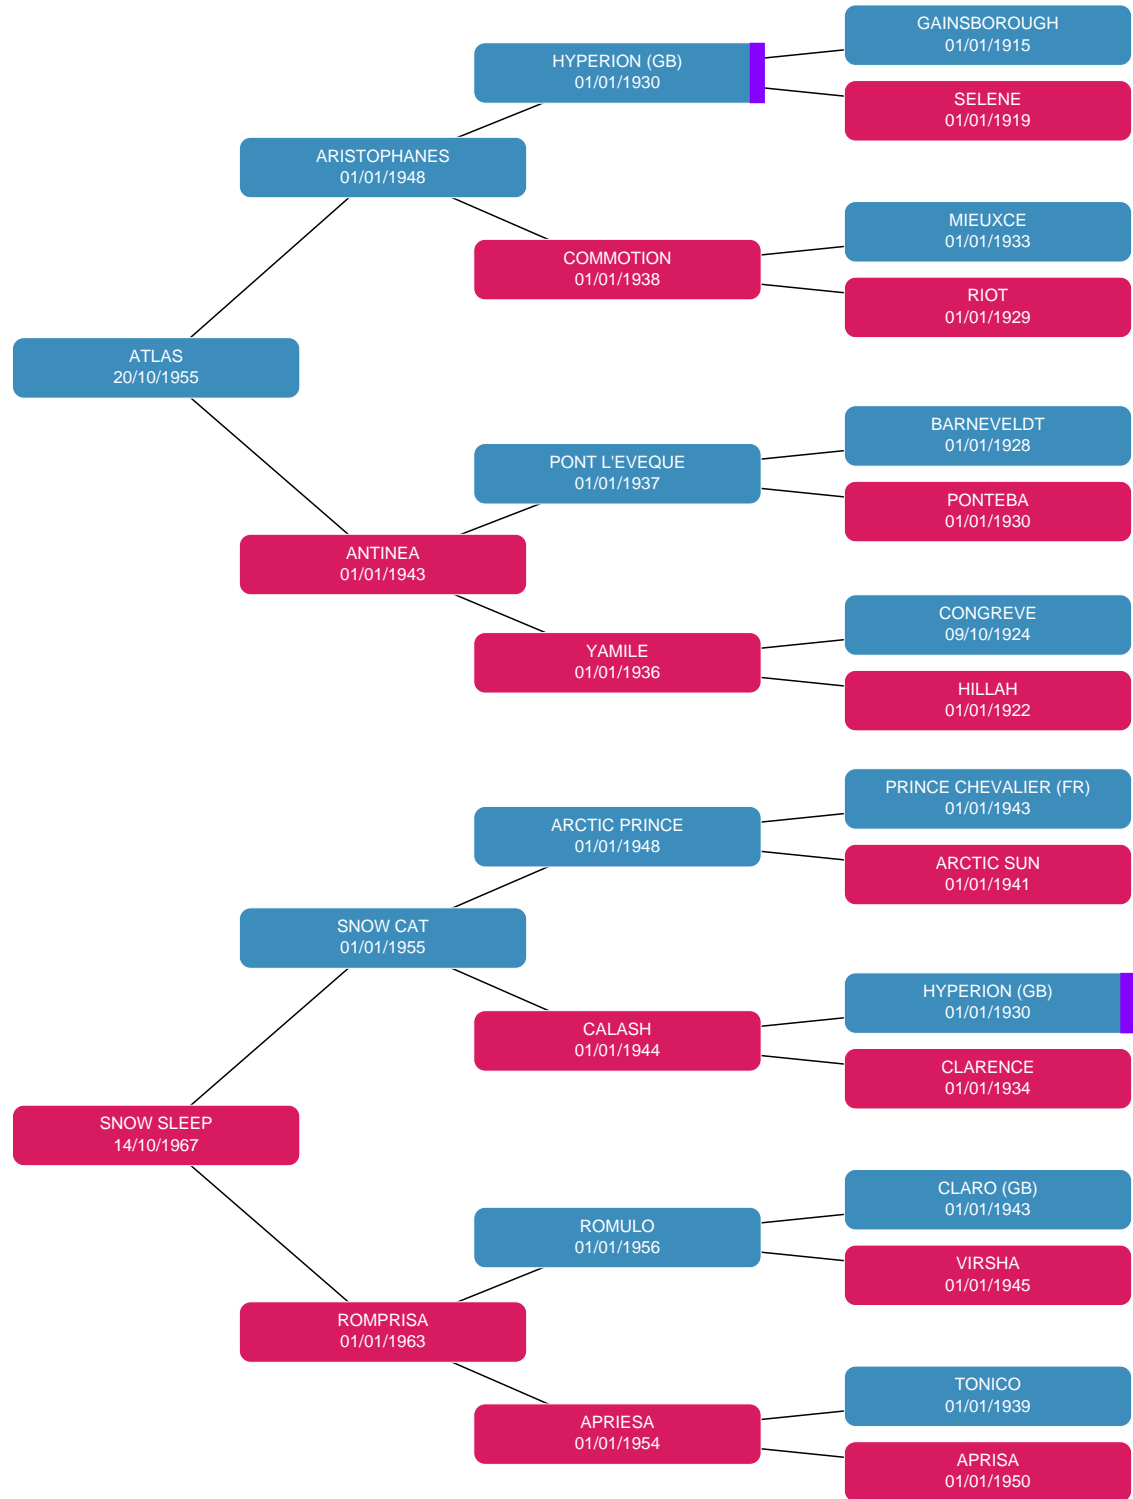 GAINSBOROUGH
01/01/1915
HYPERION (GB)
01/01/1930
SELENE
01/01/1919
ARISTOPHANES
01/01/1948
MIEUXCE
01/01/1933
COMMOTION
01/01/1938
RIOT
01/01/1929
ATLAS
20/10/1955
BARNEVELDT
01/01/1928
PONT L'EVEQUE
01/01/1937
PONTEBA
01/01/1930
ANTINEA
01/01/1943
CONGREVE
09/10/1924
YAMILE
01/01/1936
HILLAH
01/01/1922
PRINCE CHEVALIER (FR)
01/01/1943
ARCTIC PRINCE
01/01/1948
ARCTIC SUN
01/01/1941
SNOW CAT
01/01/1955
HYPERION (GB)
01/01/1930
CALASH
01/01/1944
CLARENCE
01/01/1934
SNOW SLEEP
14/10/1967
CLARO (GB)
01/01/1943
ROMULO
01/01/1956
VIRSHA
01/01/1945
ROMPRISA
01/01/1963
TONICO
01/01/1939
APRIESA
01/01/1954
APRISA
01/01/1950